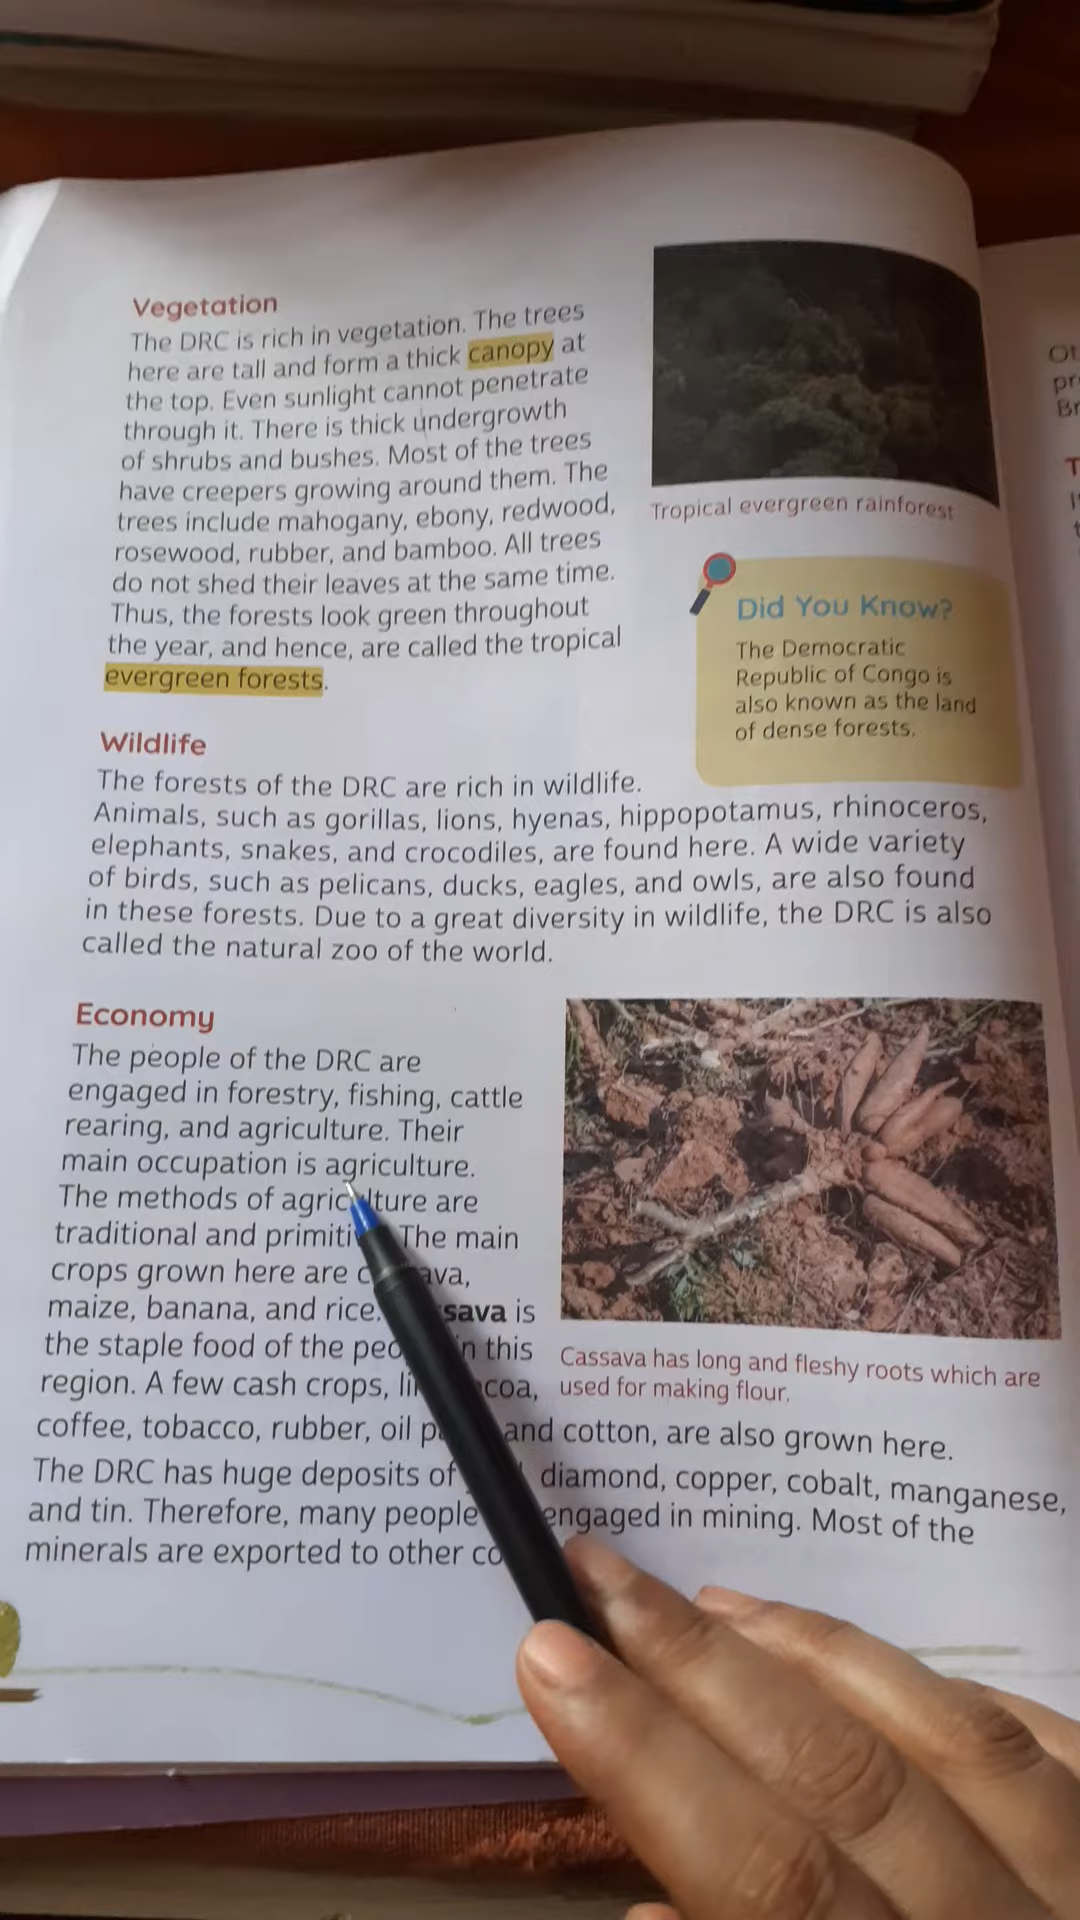 Vegetation
The DRC is rich in vegetation. The trees
here are tall and form a thick canopy at
the top. Even sunlight cannot penetrate
through it. There is thick undergrowth
of shrubs and bushes. Most of the trees
have creepers growing around them. The
trees include mahogany, ebony, redwood,
rosewood, rubber, and bamboo. All trees
do not shed their leaves at the same time.
Thus, the forests look green throughout
the year, and hence, are called the tropical
evergreen forests.
Tropical evergreen rainforest
Did You Know?
The Democratic
Republic of Congo is
also known as the land
of dense forests.
Wildlife
The forests of the DRC are rich in wildlife.
Animals, such as gorillas, lions, hyenas, hippopotamus, rhinoceros,
elephants, snakes, and crocodiles, are found here. A wide variety
of birds, such as pelicans, ducks, eagles, and owls, are also found
in these forests. Due to a great diversity in wildlife, the DRC is also
called the natural zoo of the world.
Economy
The people of the DRC are
engaged in forestry, fishing, cattle
rearing, and agriculture. Their
main occupation is agriculture.
The methods of agriculture are
traditional and The main
crops grown here are
maize, banana, and rice. is
the staple food of the this
region. A few cash crops,
coffee, tobacco, rubber, oil and cotton, are also grown here.
The DRC has huge deposits of diamond, copper, cobalt, manganese,
and tin. Therefore, many people engaged in mining. Most of the
minerals are exported to other
Cassava has long and fleshy roots which are
used for making flour.